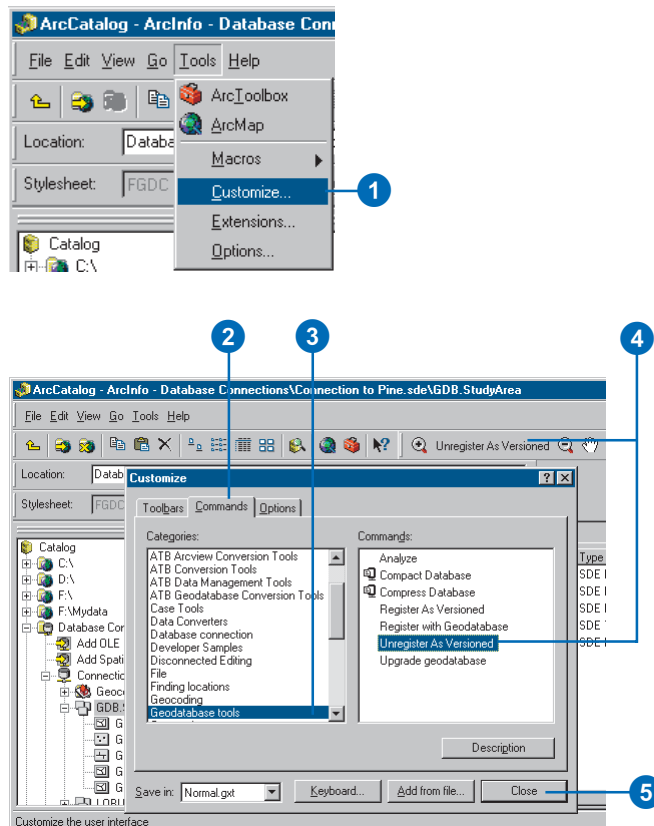 ArcCatalog - ArcInfo - Database Con
File Edit View Go Tools Help
ArcToolbox
ArcMap
Location: Databa
Macros
Stylesheet: FGDC
Customize...
1
Extensions...
Catalog
Options...
C:\
2 3 4
ArcCatalog - ArcInfo - Database Connections\Connection to Pine.sde\GDB.StudyArea
File Edit View Go Tools Help
Unregister As Versioned
Location: Datab
Customize
Stylesheet: FGDC
Toolbars Commands Options
Categories: Commands:
Catalog
C:\
D:\
F:\
F:\Mydata
Database Con
Add OLE
Add Spati
Connectio
Geoco
GDB.S
G
G
G
G
G
LOBU
ATB Arcview Conversion Tools
ATB Conversion Tools
ATB Data Management Tools
ATB Geodatabase Conversion Tools
Case Tools
Data Converters
Database connection
Developer Samples
Disconnected Editing
File
Finding locations
Geocoding
Geodatabase tools
Analyze
Compact Database
Compress Database
Register As Versioned
Register with Geodatabase
Unregister As Versioned
Upgrade geodatabase
Type
SDE
SDE
SDE
SDE
SDE
Description
Save in: Normal.gxt Keyboard... Add from file... Close
5
Customize the user interface